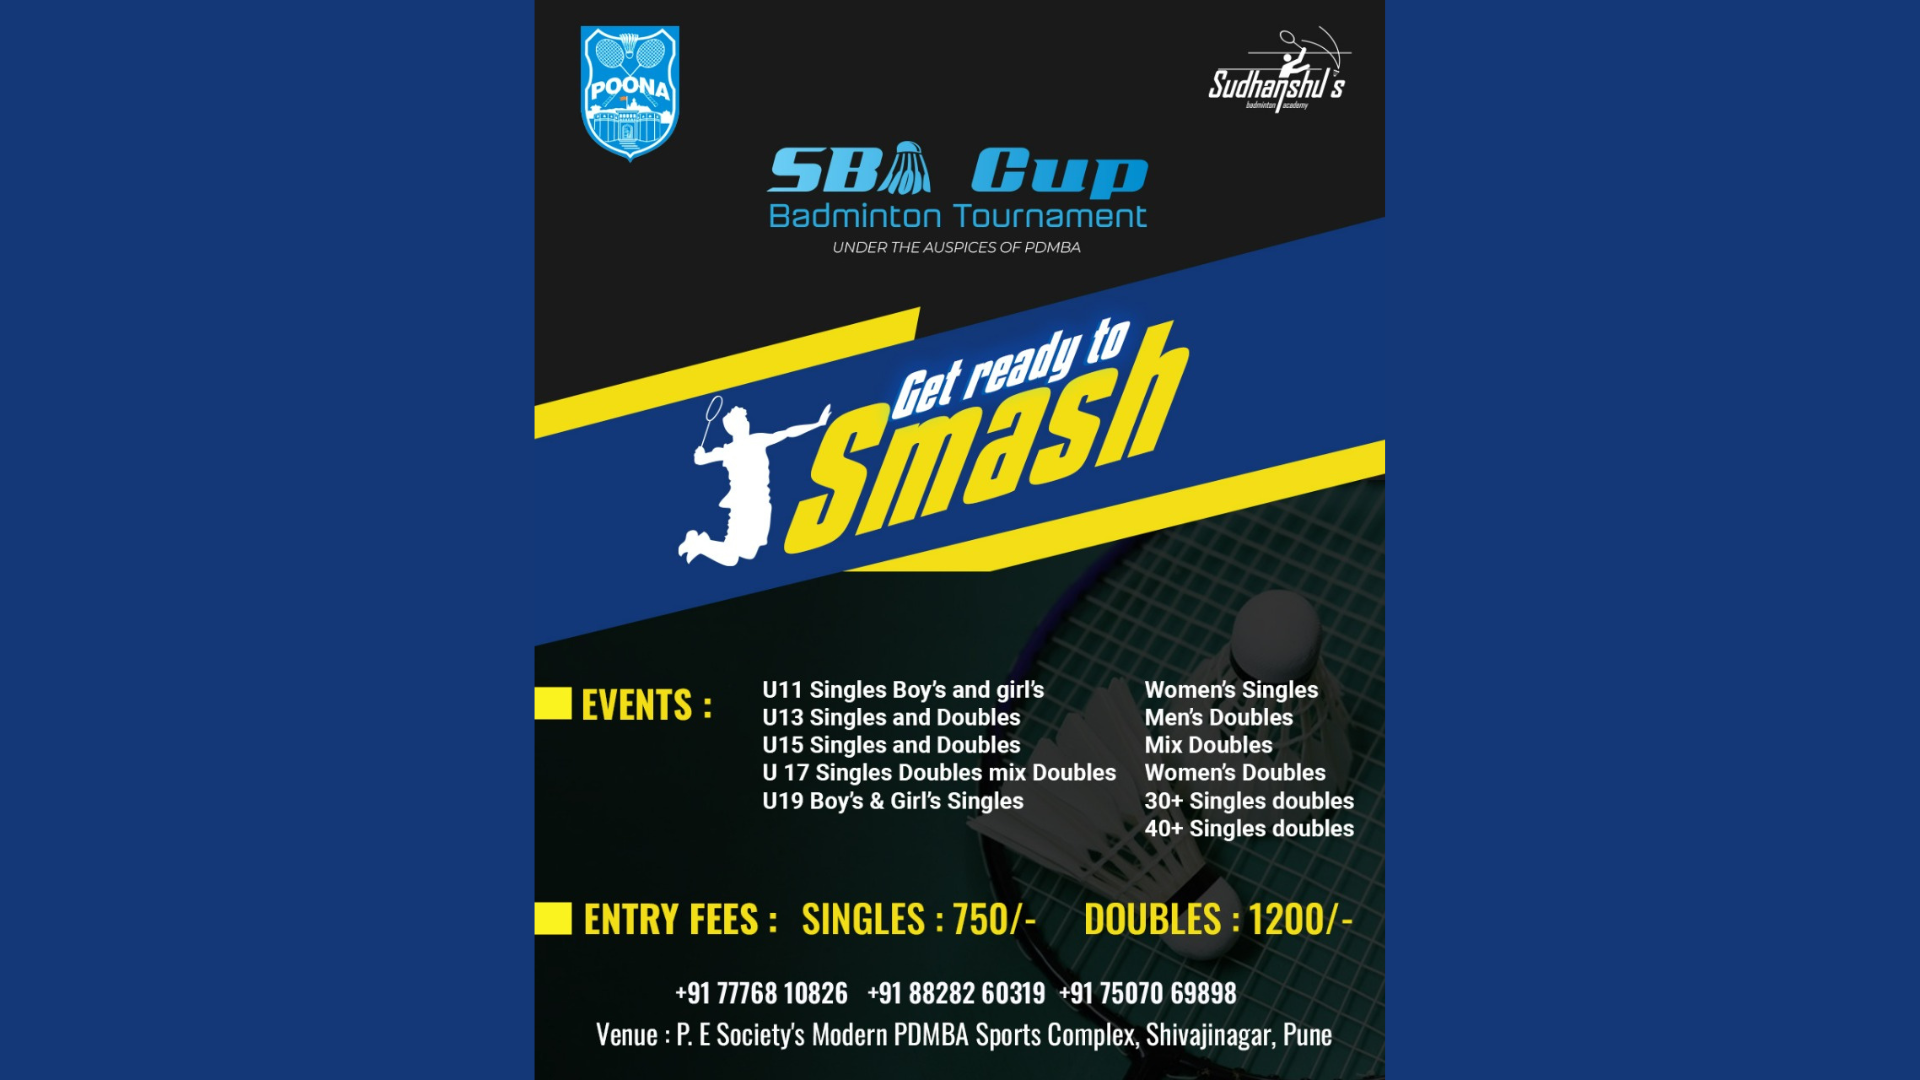 POONA
Sudhanshu's
badminton academy
SBA Cup
Badminton Tournament
UNDER THE AUSPICES OF PDMBA
Get ready to
Smash
EVENTS :
U11 Singles Boy's and girl's
U13 Singles and Doubles
U15 Singles and Doubles
U 17 Singles Doubles mix Doubles
U19 Boy's & Girl's Singles
Women's Singles
Men's Doubles
Mix Doubles
Women's Doubles
30+ Singles doubles
40+ Singles doubles
ENTRY FEES : SINGLES : 750/- DOUBLES : 1200/-
+91 77768 10826 +91 88282 60319 +91 75070 69898
Venue : P. E Society's Modern PDMBA Sports Complex, Shivajinagar, Pune